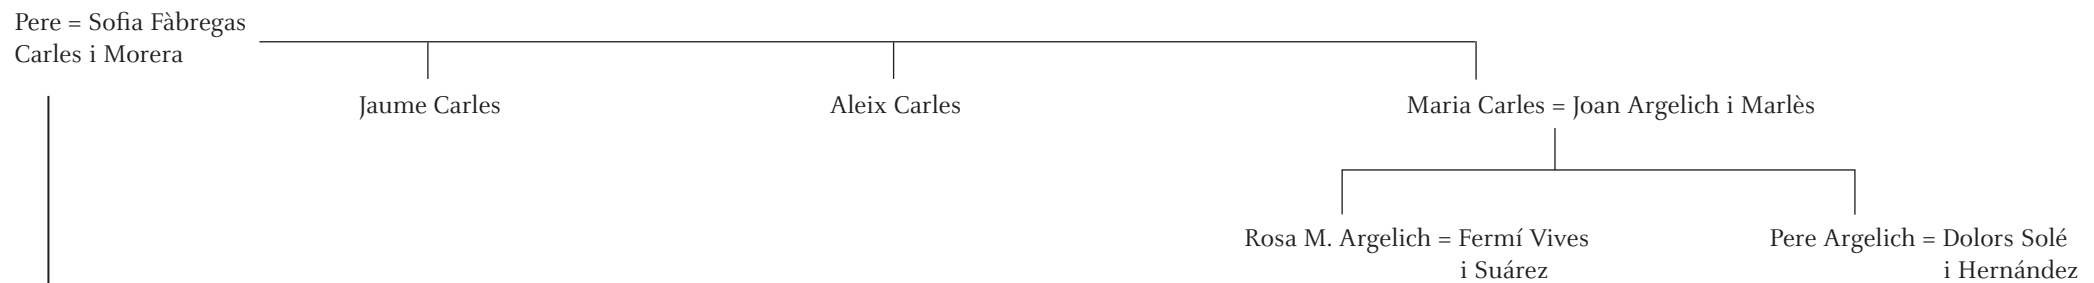 Pere = Sofia Fàbregas
Carles i Morera
Jaume Carles
Aleix Carles
Maria Carles = Joan Argelich i Marlès
Rosa M. Argelich = Fermí Vives
i Suárez
Pere Argelich = Dolors Solé
i Hernández